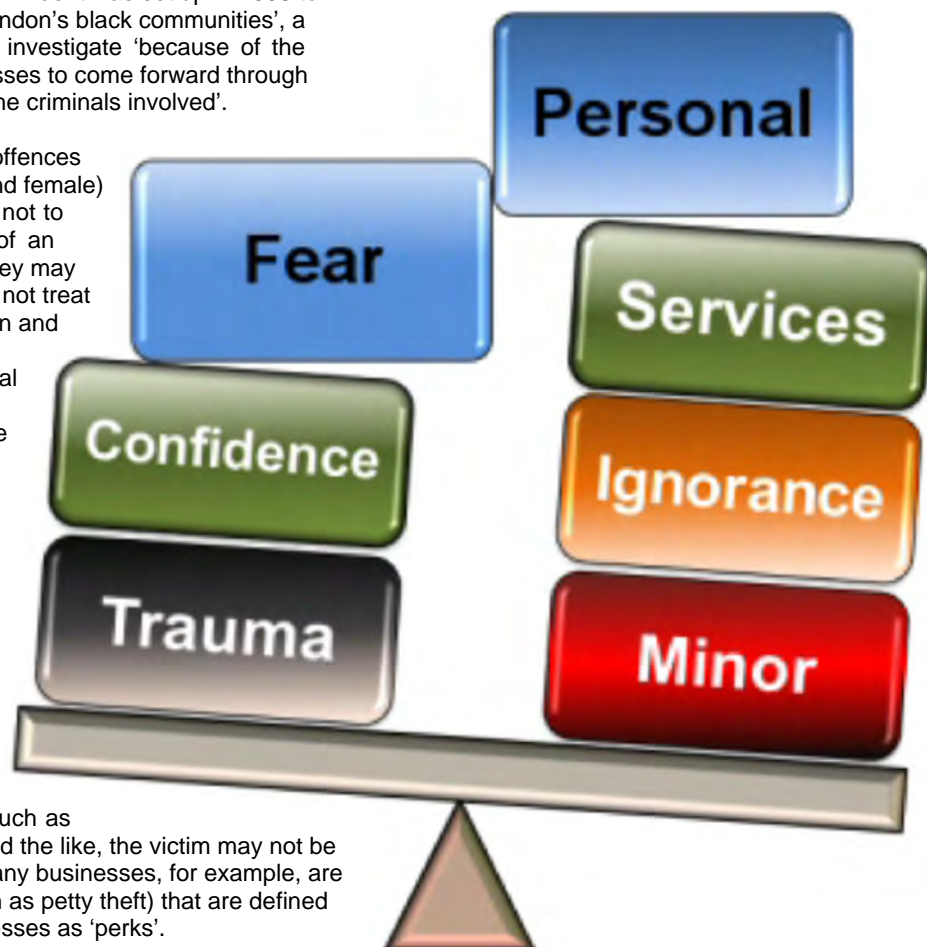 ndon's black communities', a
investigate 'because of the
sses to come forward through
ne criminals involved'.
offences
nd female)
not to
of an
ey may
not treat
n and
al
e
uch as
d the like, the victim may not be
any businesses, for example, are
n as petty theft) that are defined
esses as 'perks'.
Personal
Fear
Services
Confidence
Ignorance
Trauma
Minor